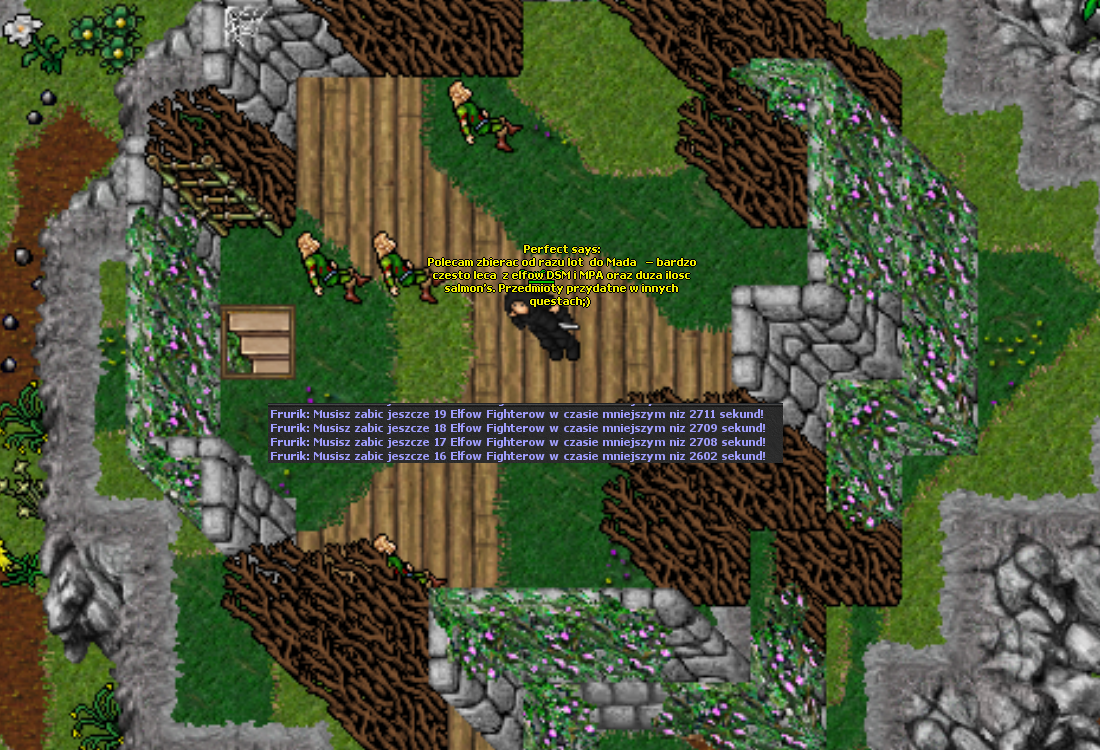 Perfect says:
Polecam zbierac od razu lot do Mada - bardzo
czesto leca z elfow DSM i MPA oraz duza ilosc
salmon's. Przedmioty przydatne w innych
questach;)
Frurik: Musisz zabic jeszcze 19 Elfow Fighterow w czasie mniejszym niz 2711 sekund!
Frurik: Musisz zabic jeszcze 18 Elfow Fighterow w czasie mniejszym niz 2709 sekund!
Frurik: Musisz zabic jeszcze 17 Elfow Fighterow w czasie mniejszym niz 2708 sekund!
Frurik: Musisz zabic jeszcze 16 Elfow Fighterow w czasie mniejszym niz 2602 sekund!